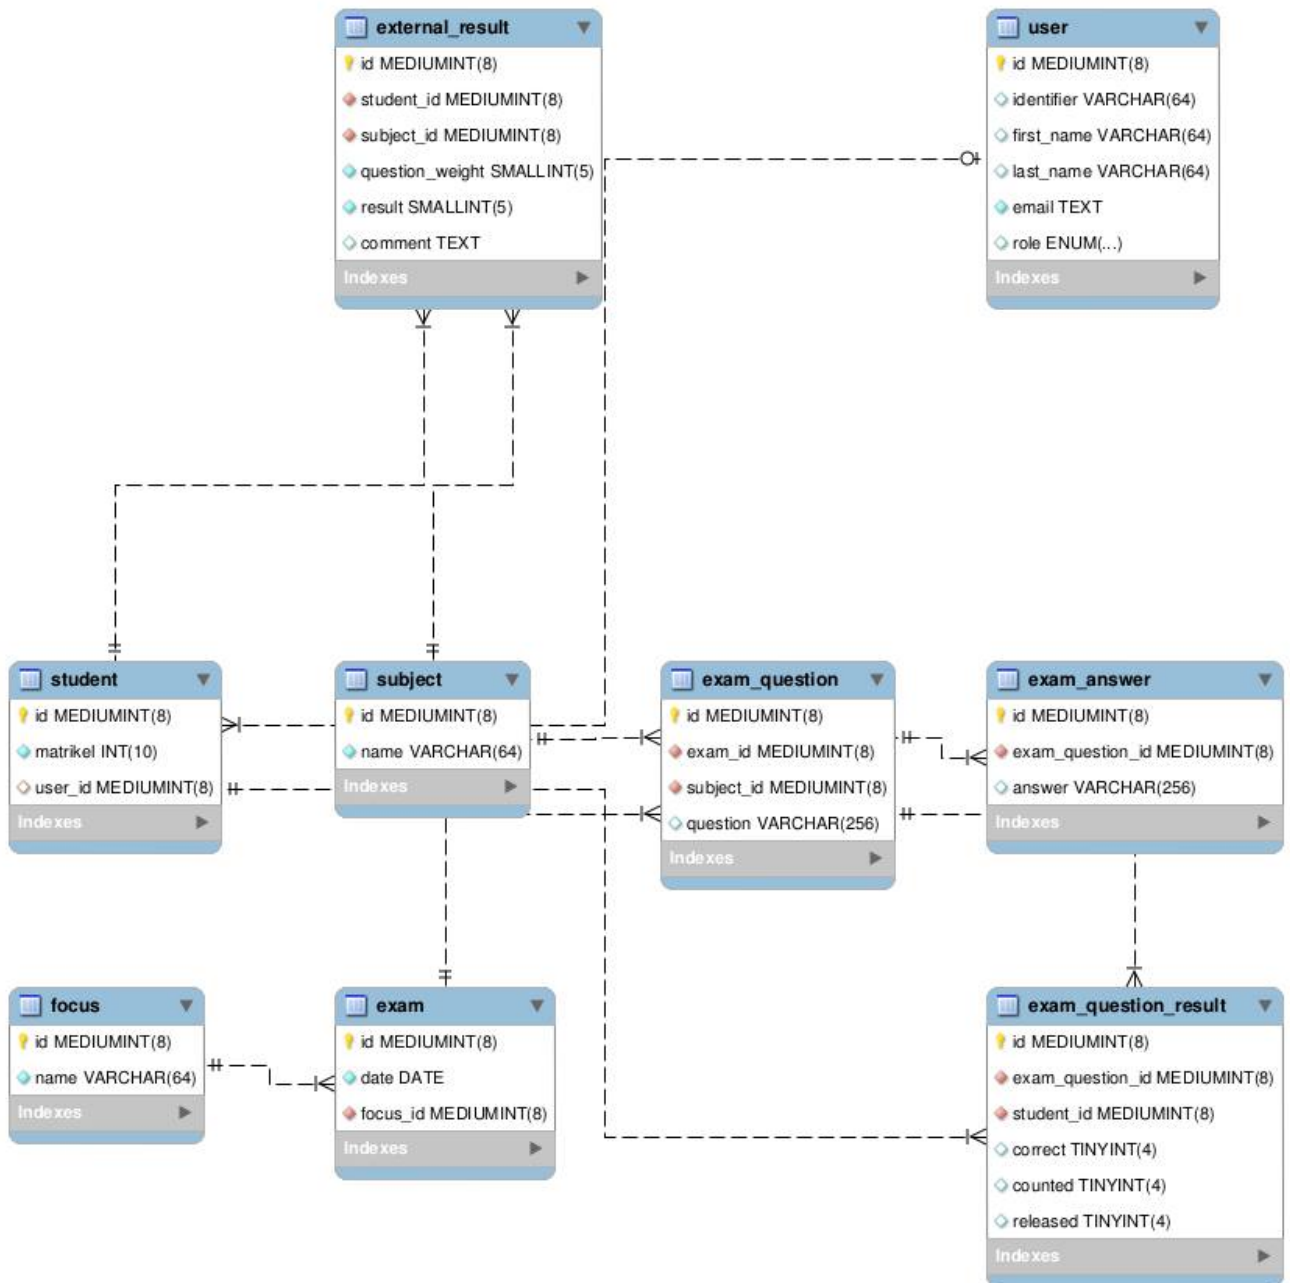 external_result
id MEDIUMINT(8)
student_id MEDIUMINT(8)
subject_id MEDIUMINT(8)
question_weight SMALLINT(5)
result SMALLINT(5)
comment TEXT
Indexes
user
id MEDIUMINT(8)
identifier VARCHAR(64)
first_name VARCHAR(64)
last_name VARCHAR(64)
email TEXT
role ENUM(...)
Indexes
student
id MEDIUMINT(8)
matrikel INT(10)
user_id MEDIUMINT(8)
Indexes
subject
id MEDIUMINT(8)
name VARCHAR(64)
Indexes
exam_question
id MEDIUMINT(8)
exam_id MEDIUMINT(8)
subject_id MEDIUMINT(8)
question VARCHAR(256)
Indexes
exam_answer
id MEDIUMINT(8)
exam_question_id MEDIUMINT(8)
answer VARCHAR(256)
Indexes
focus
id MEDIUMINT(8)
name VARCHAR(64)
Indexes
exam
id MEDIUMINT(8)
date DATE
focus_id MEDIUMINT(8)
Indexes
exam_question_result
id MEDIUMINT(8)
exam_question_id MEDIUMINT(8)
student_id MEDIUMINT(8)
correct TINYINT(4)
counted TINYINT(4)
released TINYINT(4)
Indexes